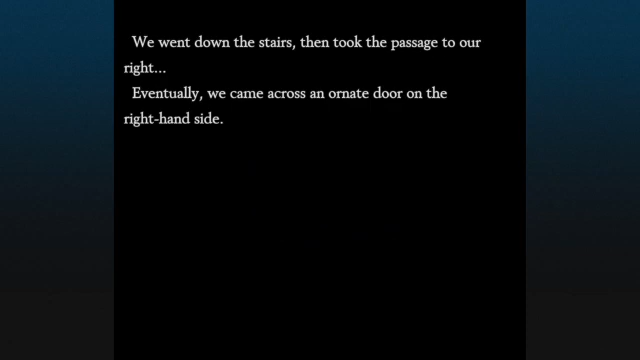 We went down the stairs, then took the passage to our
right...
Eventually, we came across an ornate door on the
right-hand side.